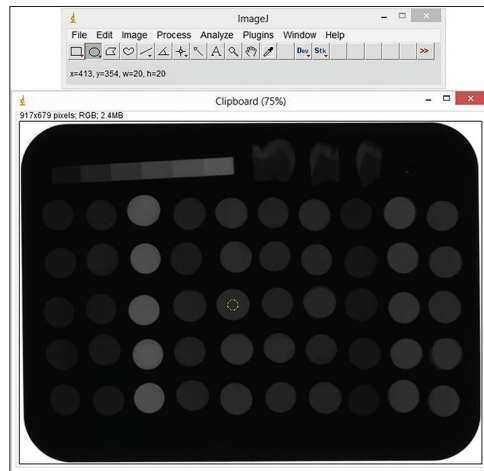 ImageJ
File Edit Image Process Analyze Plugins Window Help
A Dev Stk >>
x=413, y=354, w=20, h=20
Clipboard (75%)
917x679 pixels; RGB; 2.4MB